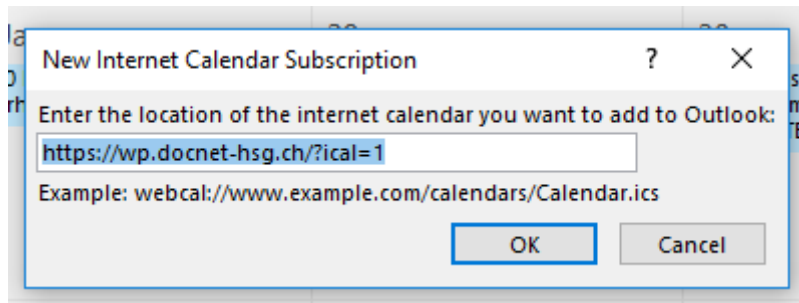 New Internet Calendar Subscription ? X
Enter the location of the internet calendar you want to add to Outlook:
https://wp.docnet-hsg.ch/?ical=1
Example: webcal://www.example.com/calendars/Calendar.ics
OK Cancel